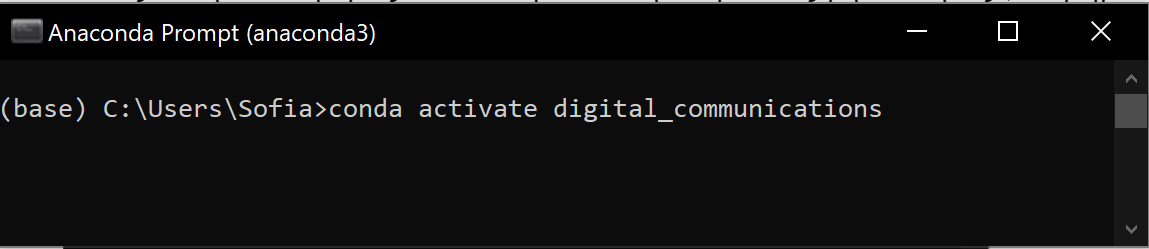 Anaconda Prompt (anaconda3)
(base) C:\Users\Sofia>conda activate digital_communications